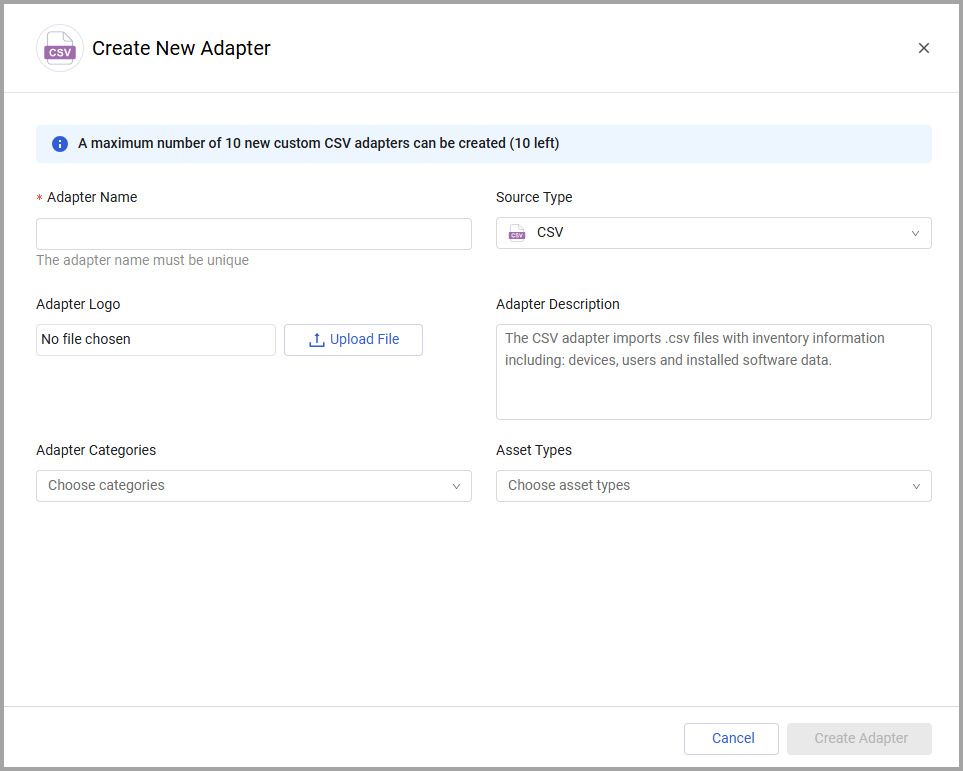 CSV
Create New Adapter
A maximum number of 10 new custom CSV adapters can be created (10 left)
* Adapter Name
Source Type
CSV
CSV
The adapter name must be unique
Adapter Logo
Adapter Description
No file chosen
Upload File
The CSV adapter imports .csv files with inventory information
including: devices, users and installed software data.
Adapter Categories
Asset Types
Choose categories
Choose asset types
Cancel
Create Adapter